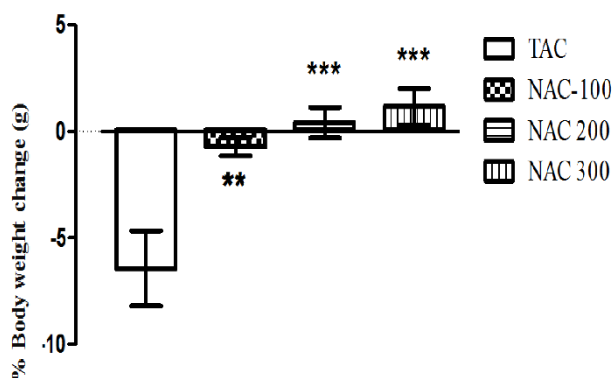 % Body weight change (g)
5
0
-5
-10
**
***
***
TAC
NAC-100
NAC 200
NAC 300